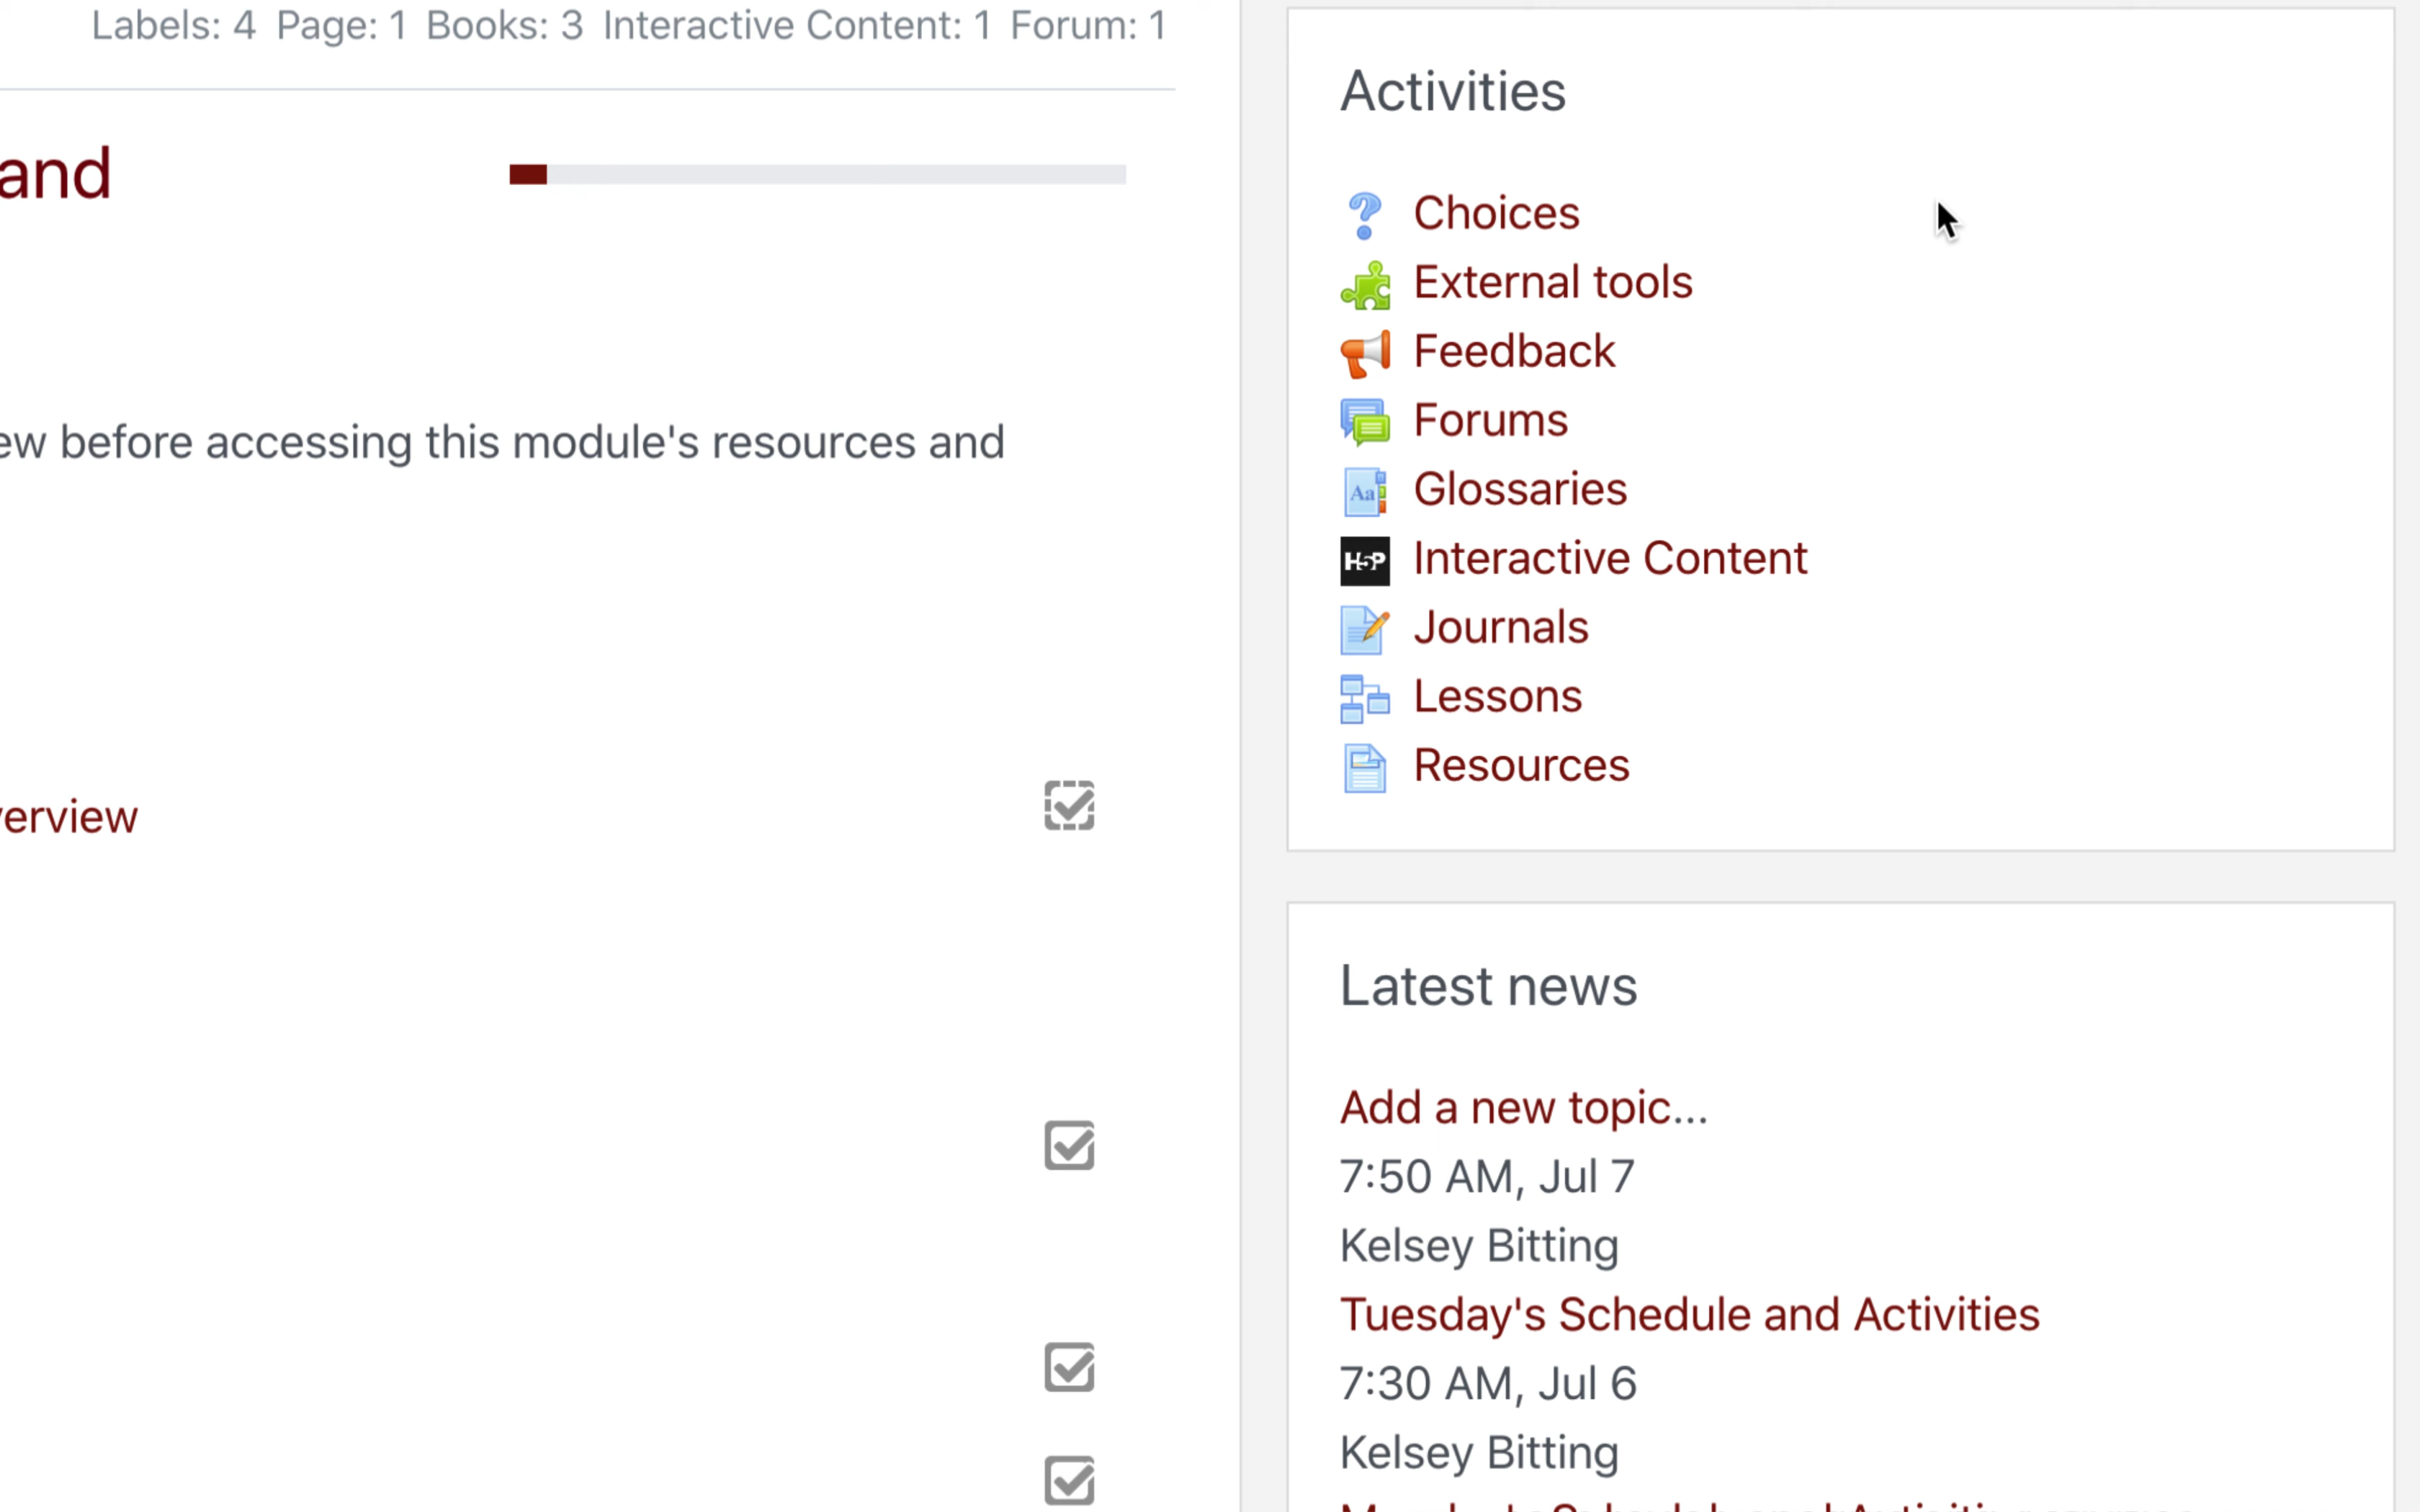 Labels: 4 Page: 1 Books: 3 Interactive Content: 1 Forum: 1
and
ew before accessing this module's resources and
verview
Activities
Choices
External tools
Feedback
Forums
Aa
Glossaries
H5P
Interactive Content
Journals
Lessons
Resources
Latest news
Add a new topic...
7:50 AM, Jul 7
Kelsey Bitting
Tuesday's Schedule and Activities
7:30 AM, Jul 6
Kelsey Bitting